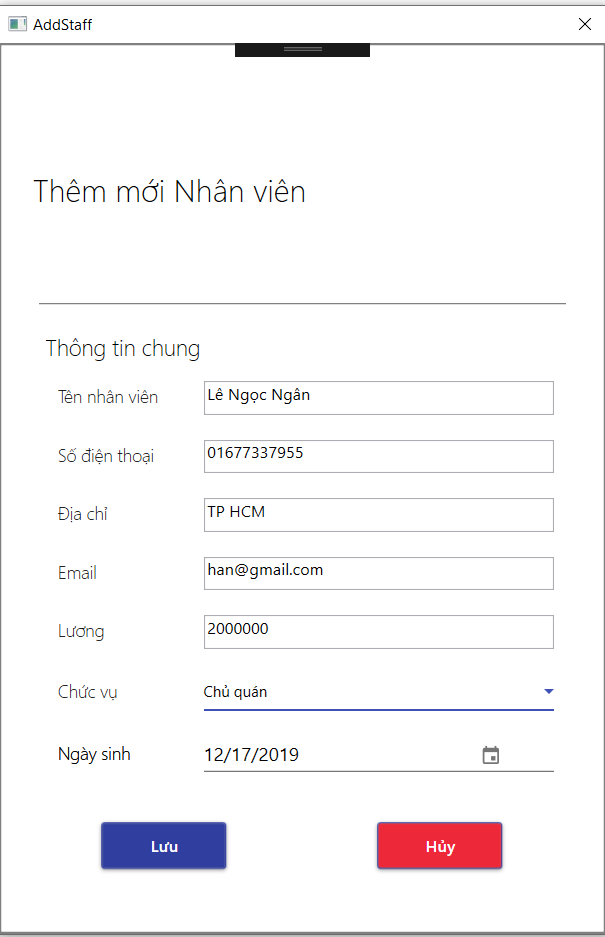 AddStaff
Thêm mới Nhân viên
Thông tin chung
Tên nhân viên Lê Ngọc Ngân
Số điện thoại 01677337955
Địa chỉ TP HCM
Email han@gmail.com
Lương 2000000
Chức vụ Chủ quán
Ngày sinh 12/17/2019
Lưu Hủy